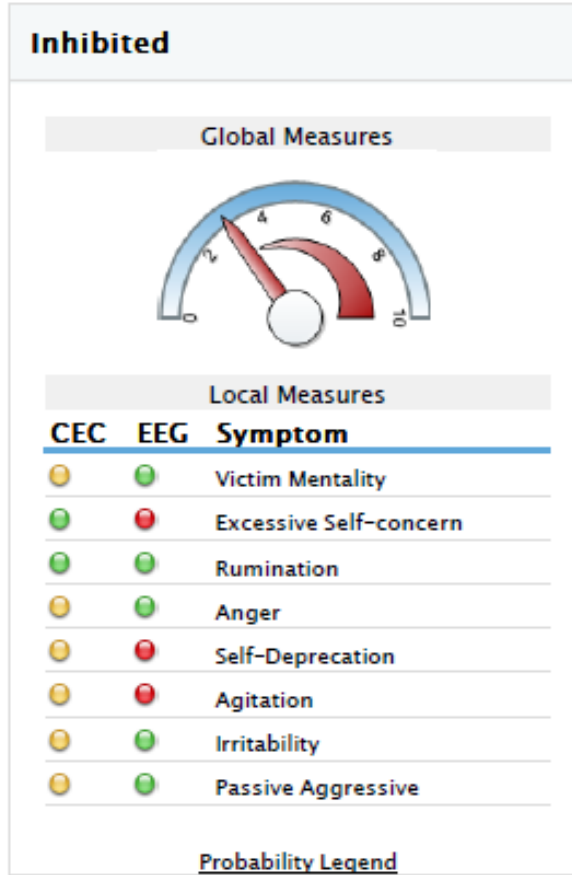 Inhibited
Global Measures
0 2 4 6 8 10
Local Measures
CEC EEG Symptom
Victim Mentality
Excessive Self-concern
Rumination
Anger
Self-Deprecation
Agitation
Irritability
Passive Aggressive
Probability Legend